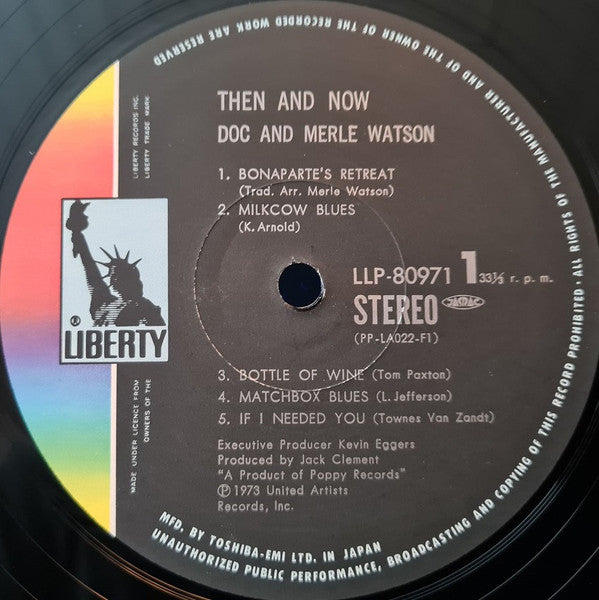 THEN AND NOW
DOC AND MERLE WATSON
1. BONAPARTE'S RETREAT
(Trad. Arr. Merle Watson)
2. MILKCOW BLUES
(K. Arnold)
LLP-80971 1 33⅓ r. p. m.
STEREO JASRAC
(PP-LA022-F1)
3. BOTTLE OF WINE (Tom Paxton)
4. MATCHBOX BLUES (L. Jefferson)
5. IF I NEEDED YOU (Townes Van Zandt)
Executive Producer Kevin Eggers
Produced by Jack Clement
"A Product of Poppy Records"
℗ 1973 United Artists
Records, Inc.
LIBERTY RECORDS INC.
LIBERTY TRADE MARK
L
LIBERTY
MADE UNDER LICENCE FROM
OWNERS OF THE
MFD. BY TOSHIBA-EMI LTD. IN JAPAN
ALL RIGHTS OF THE MANUFACTURER AND OF THE OWNER OF THE RECORDED WORK ARE RESERVED
UNAUTHORIZED PUBLIC PERFORMANCE, BROADCASTING AND COPYING OF THIS RECORD PROHIBITED ·